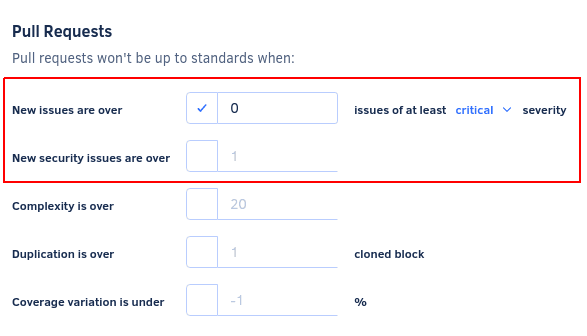 Pull Requests
Pull requests won't be up to standards when:
New issues are over 0 issues of at least critical severity
New security issues are over 1
Complexity is over 20
Duplication is over 1 cloned block
Coverage variation is under -1 %